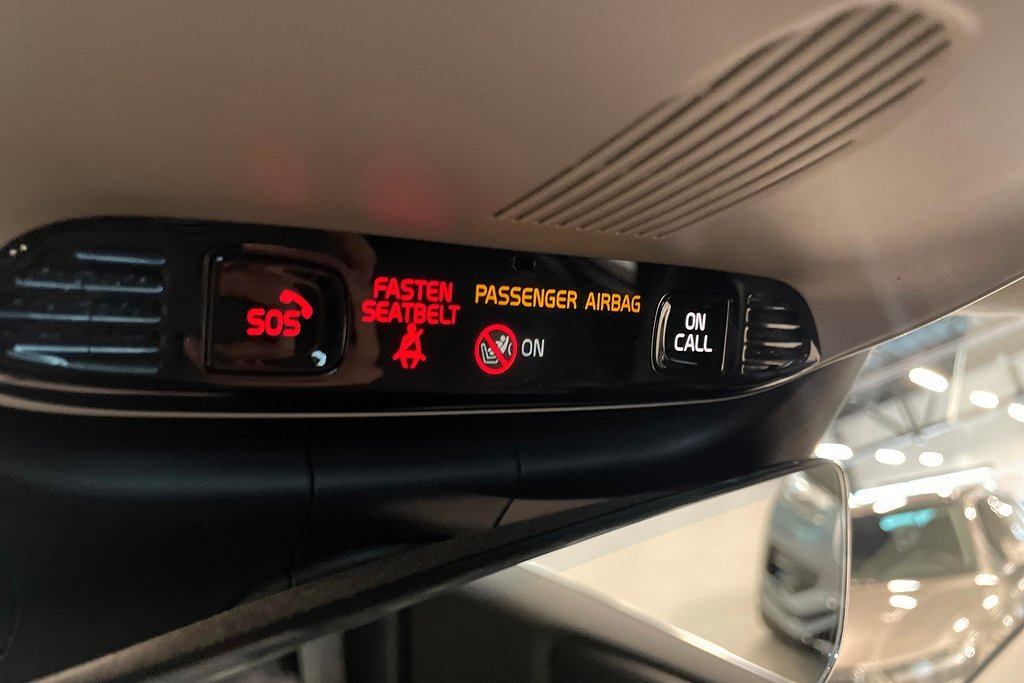 SOS
FASTEN
SEATBELT
PASSENGER AIRBAG
ON
ON
CALL